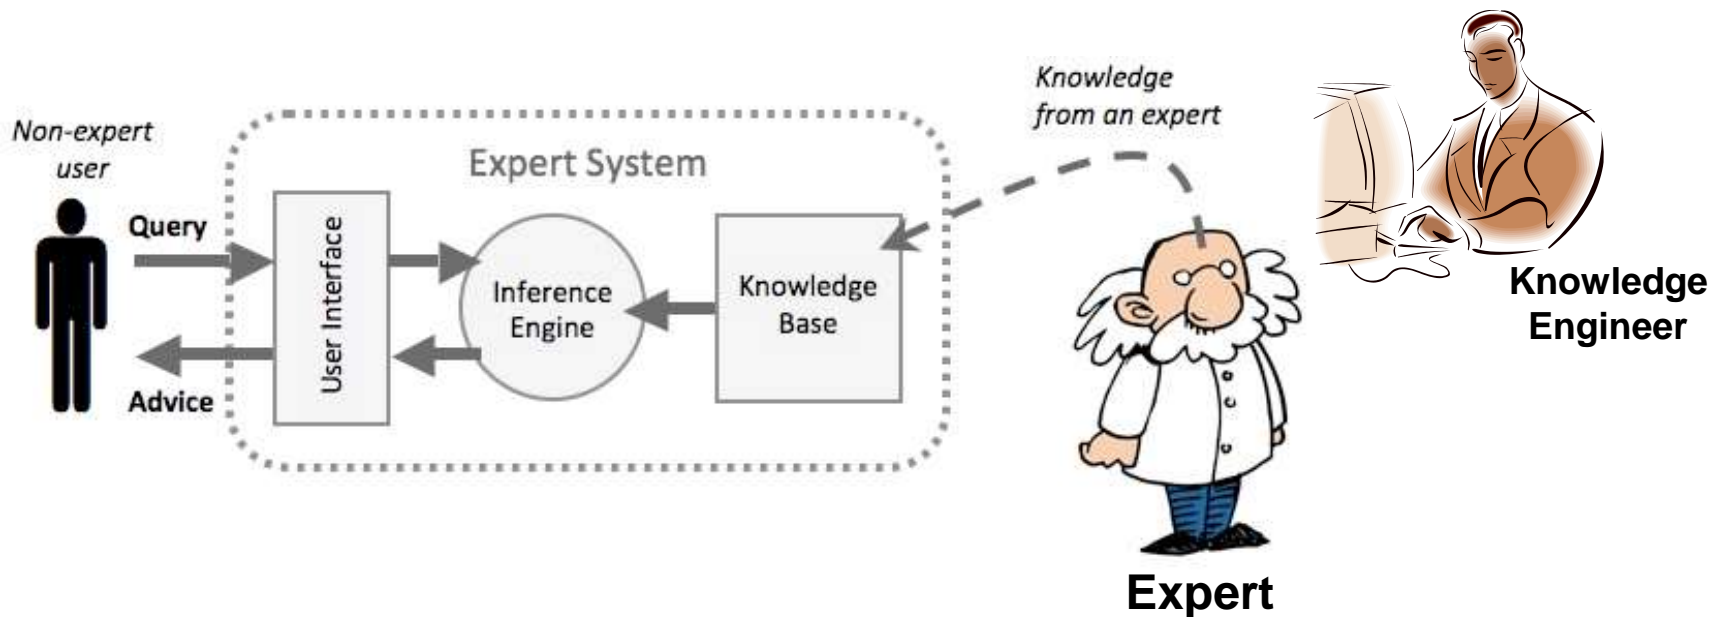 Non-expert
user
Query
Advice
Expert System
User Interface
Inference
Engine
Knowledge
Base
Knowledge
from an expert
Expert
Knowledge
Engineer